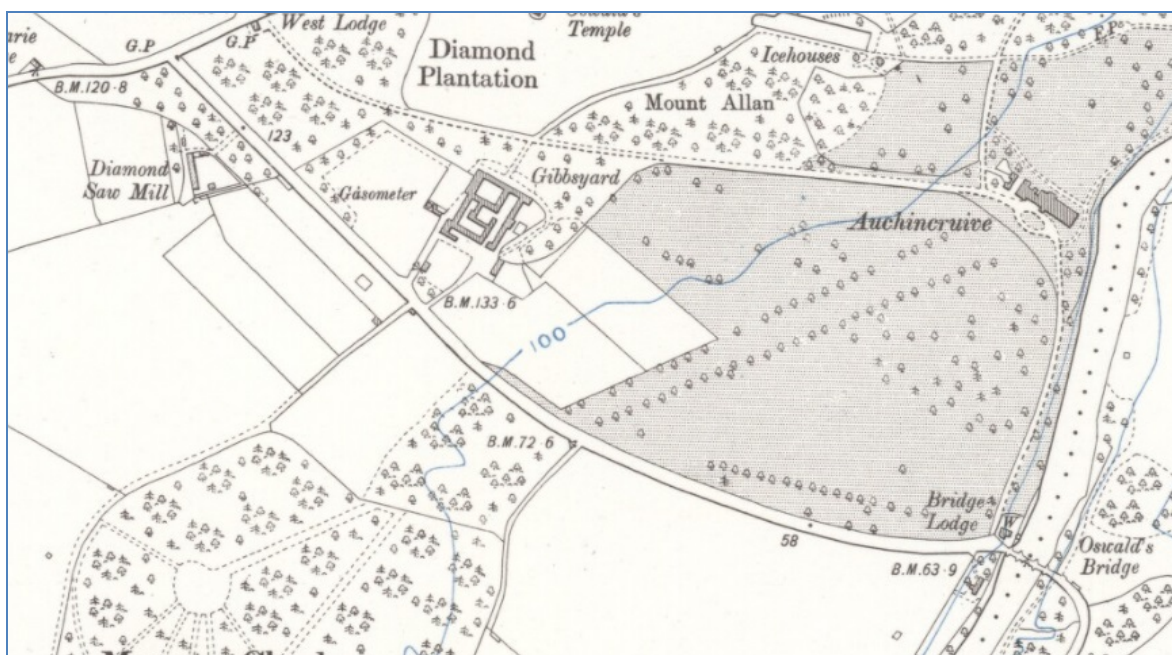 G.P
G.P
West Lodge
Temple
Diamond
Plantation
Icehouses
F.P.
B.M.120·8
Mount Allan
123
Diamond
Saw Mill
Gasometer
Gibbsyard
Auchincruive
B.M.133·6
100
B.M.72·6
Bridge
Lodge
W
58
Oswald's
Bridge
B.M.63·9